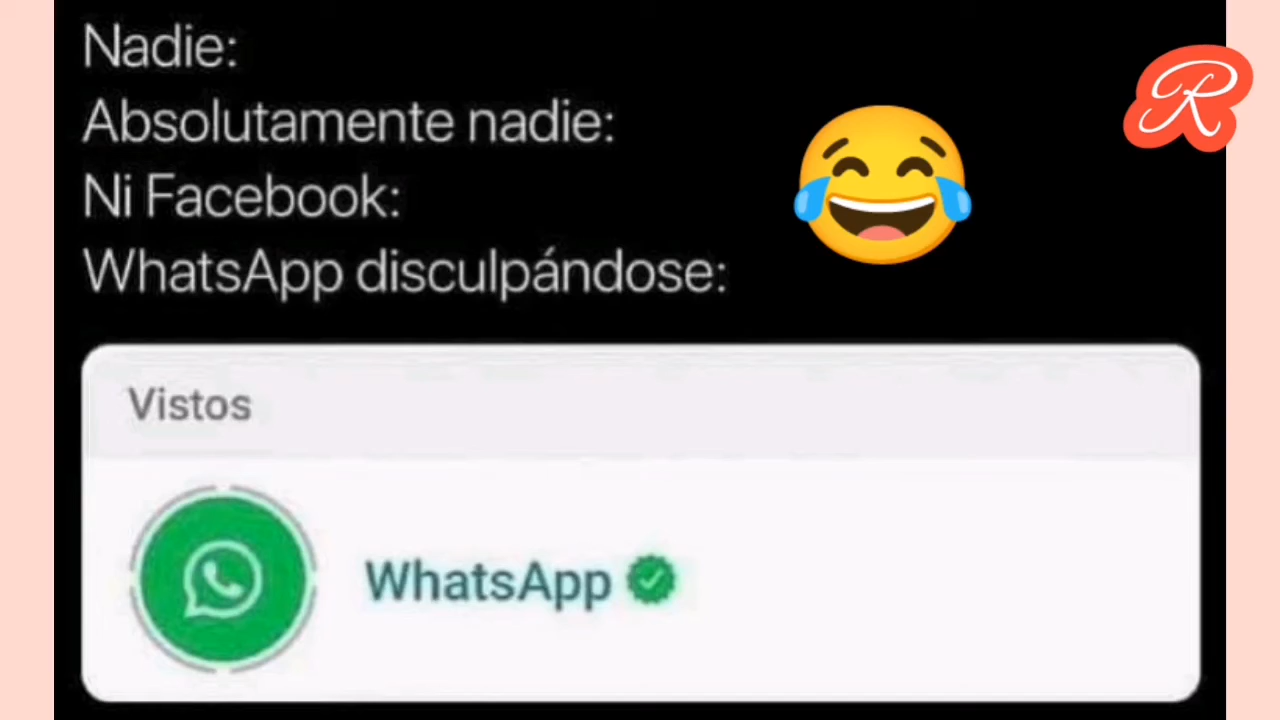 Nadie:
Absolutamente nadie:
Ni Facebook:
WhatsApp disculpándose:
R
Vistos
WhatsApp